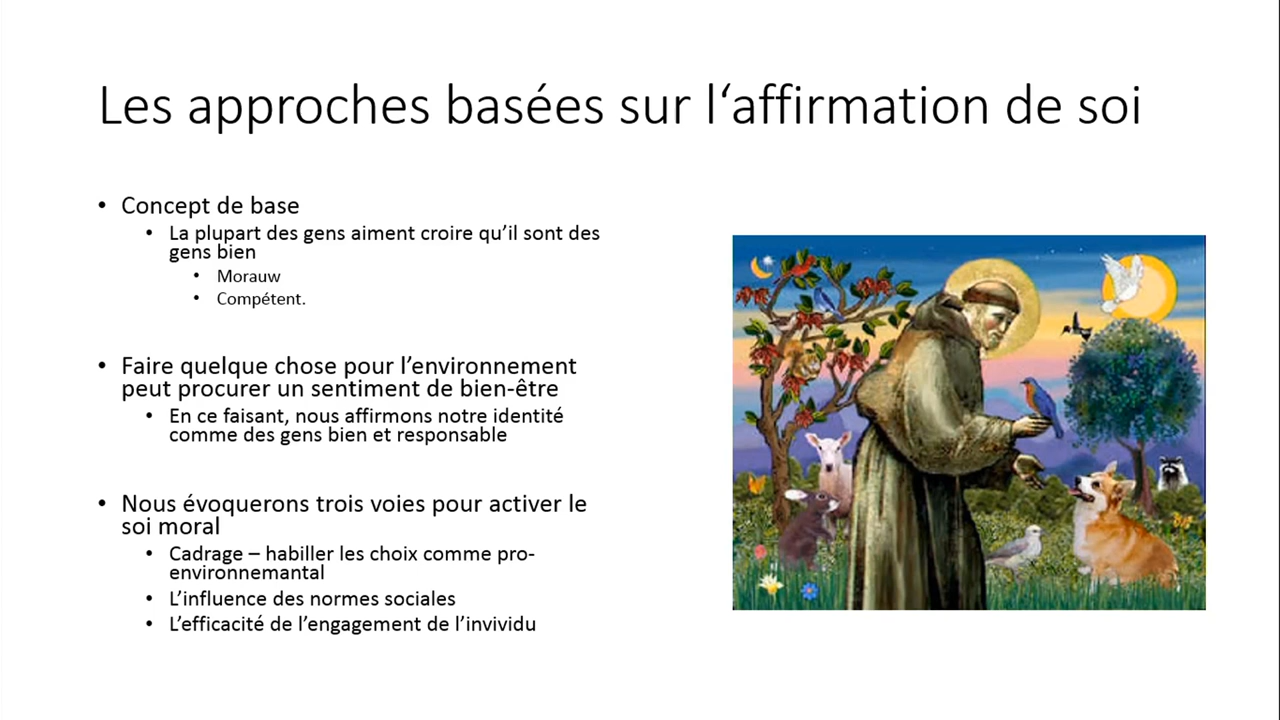 Les approches basées sur l‘affirmation de soi
• Concept de base
• La plupart des gens aiment croire qu’il sont des
gens bien
• Morauw
• Compétent.
• Faire quelque chose pour l’environnement
peut procurer un sentiment de bien-être
• En ce faisant, nous affirmons notre identité
comme des gens bien et responsable
• Nous évoquerons trois voies pour activer le
soi moral
• Cadrage – habiller les choix comme pro-
environnemantal
• L’influence des normes sociales
• L’efficacité de l’engagement de l’invividu